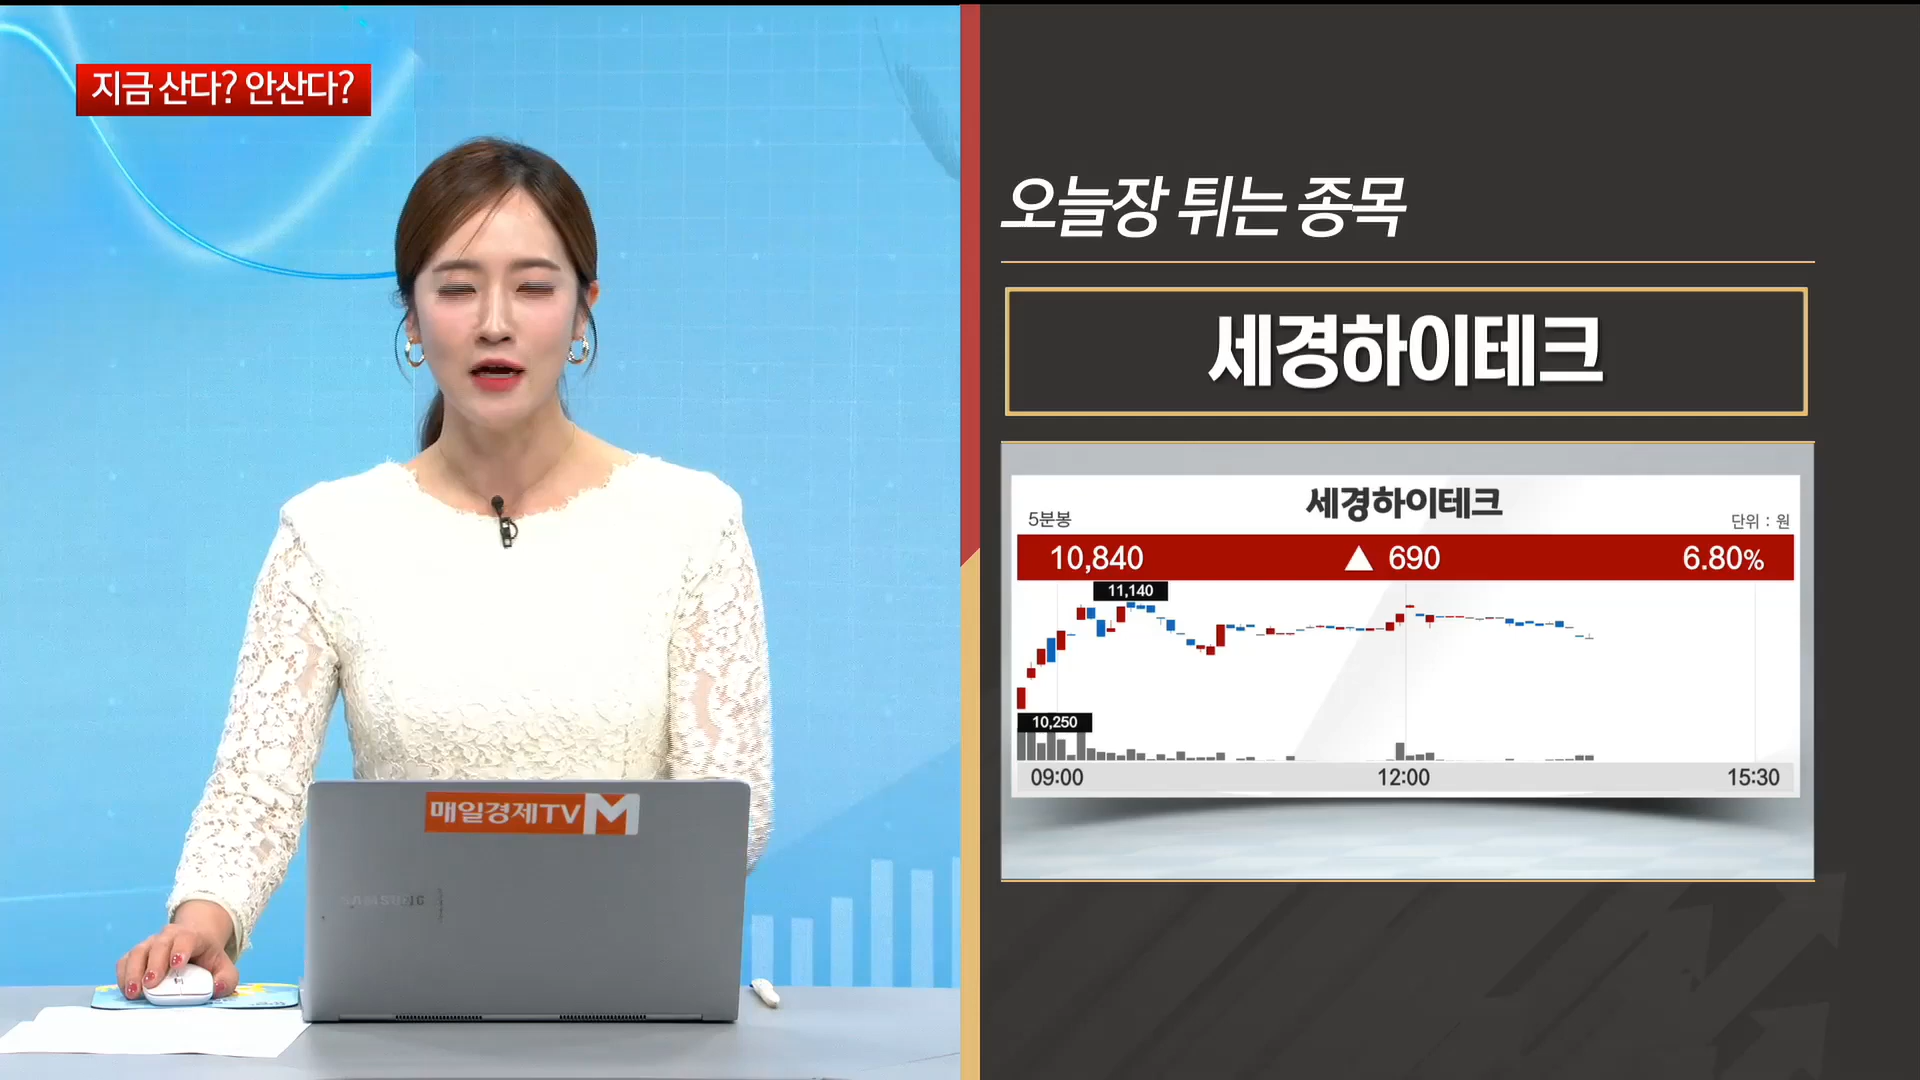 지금 산다? 안산다?
오늘장 튀는 종목
세경하이테크
세경하이테크
5분봉
단위 : 원
10,840 ▲ 690 6.80%
11,140
10,250
09:00 12:00 15:30
매일경제TV M
SAMSUNG